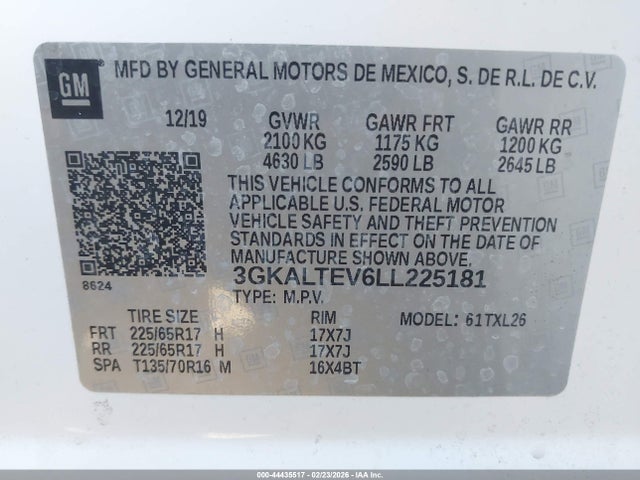 GM
MFD BY GENERAL MOTORS DE MEXICO, S. DE R.L. DE C.V.
12/19 GVWR GAWR FRT GAWR RR
2100 KG 1175 KG 1200 KG
4630 LB 2590 LB 2645 LB
THIS VEHICLE CONFORMS TO ALL
APPLICABLE U.S. FEDERAL MOTOR
VEHICLE SAFETY AND THEFT PREVENTION
STANDARDS IN EFFECT ON THE DATE OF
MANUFACTURE SHOWN ABOVE.
3GKALTEV6LL225181
8624
TYPE: M.P.V.
TIRE SIZE RIM MODEL: 61TXL26
FRT 225/65R17 H 17X7J
RR 225/65R17 H 17X7J
SPA T135/70R16 M 16X4BT
000-44435517 - 02/23/2026 - IAAI.COM